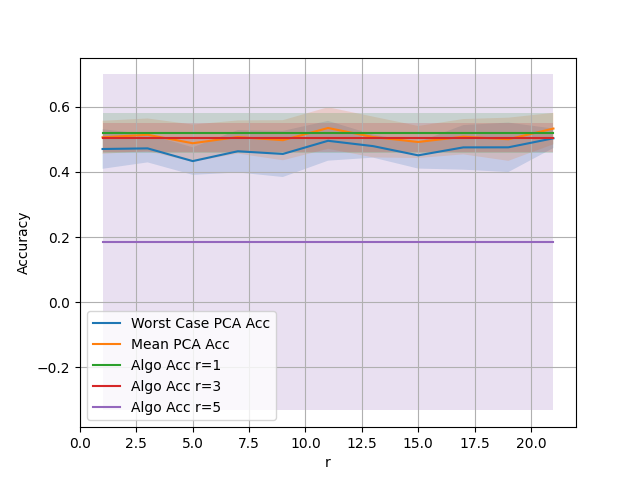 0.6
0.4
0.2
0.0
−0.2
Accuracy
Worst Case PCA Acc
Mean PCA Acc
Algo Acc r=1
Algo Acc r=3
Algo Acc r=5
0.0 2.5 5.0 7.5 10.0 12.5 15.0 17.5 20.0
r